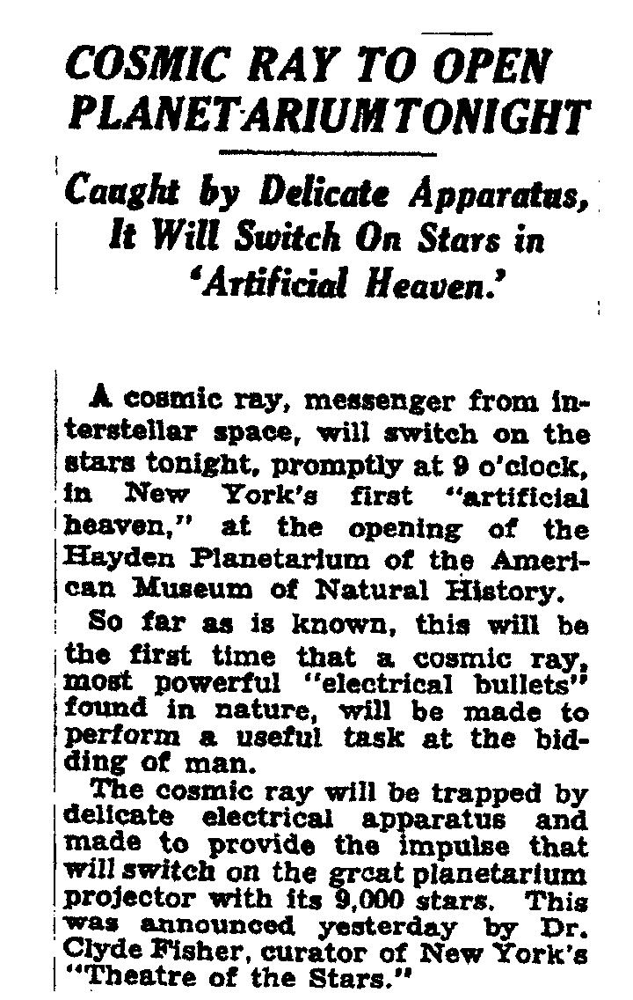 COSMIC RAY TO OPEN
PLANETARIUM TONIGHT
Caught by Delicate Apparatus,
It Will Switch On Stars in
'Artificial Heaven.'
A cosmic ray, messenger from in-
terstellar space, will switch on the
stars tonight, promptly at 9 o'clock,
in New York's first "artificial
heaven," at the opening of the
Hayden Planetarium of the Ameri-
can Museum of Natural History.
So far as is known, this will be
the first time that a cosmic ray,
most powerful "electrical bullets"
found in nature, will be made to
perform a useful task at the bid-
ding of man.
The cosmic ray will be trapped by
delicate electrical apparatus and
made to provide the impulse that
will switch on the great planetarium
projector with its 9,000 stars. This
was announced yesterday by Dr.
Clyde Fisher, curator of New York's
"Theatre of the Stars."